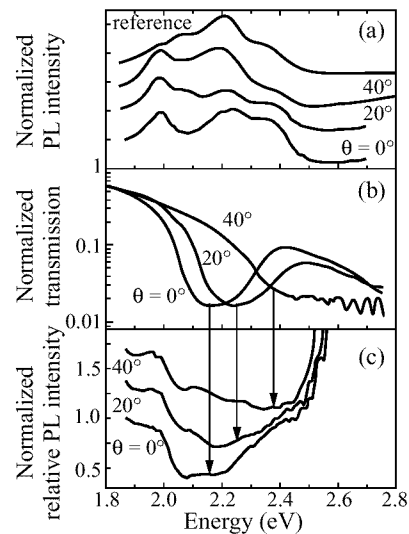 reference
(a)
40°
20°
θ = 0°
Normalized
PL intensity
1
(b)
40°
20°
θ = 0°
Normalized
transmission
0.1
0.01
(c)
40°
20°
θ = 0°
Normalized
relative PL intensity
1.5
1.0
0.5
1.8 2.0 2.2 2.4 2.6 2.8
Energy (eV)